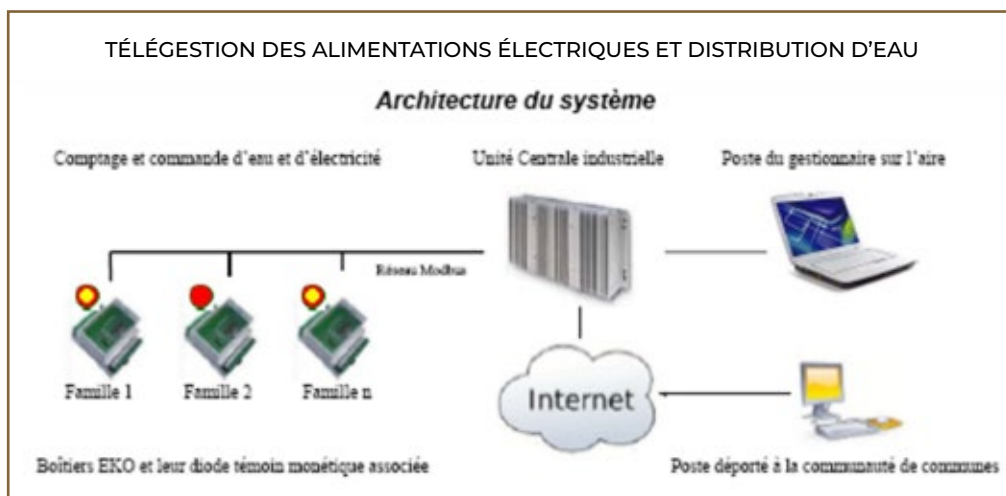 TÉLÉGESTION DES ALIMENTATIONS ÉLECTRIQUES ET DISTRIBUTION D'EAU
Architecture du système
Comptage et commande d'eau et d'électricité
Unité Centrale industrielle
Poste du gestionnaire sur l'aire
Réseau Modbus
Famille 1
Famille 2
Famille n
Internet
Boîtiers EKO et leur diode témoin monétique associée
Poste déporté à la communauté de communes